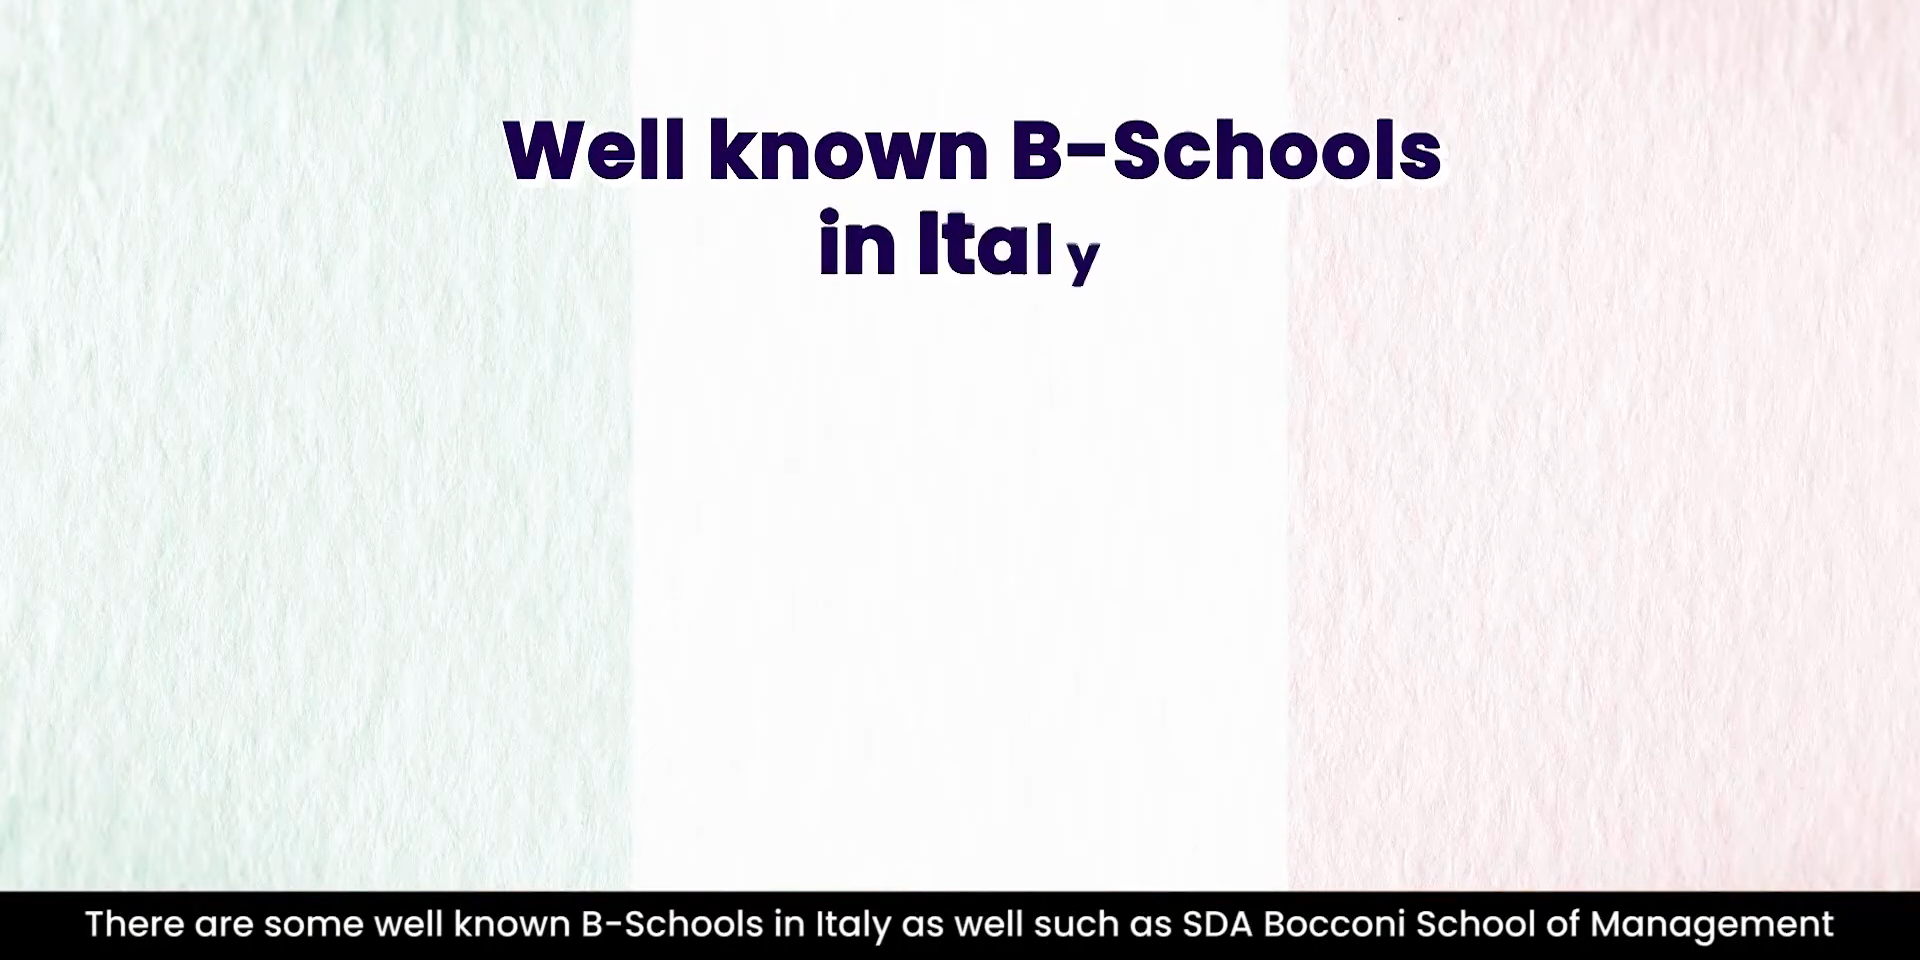 Well known B-Schools
in Italy
There are some well known B-Schools in Italy as well such as SDA Bocconi School of Management